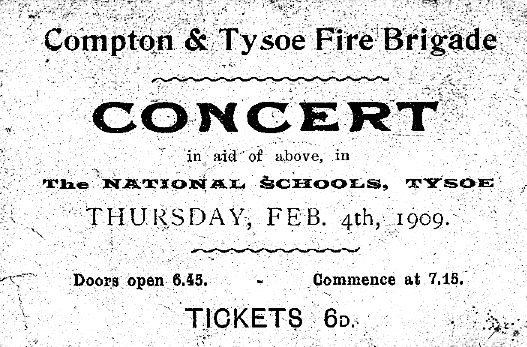 Compton & Tysoe Fire Brigade
CONCERT
in aid of above, in
The NATIONAL SCHOOLS, TYSOE
THURSDAY, FEB. 4th, 1909.
Doors open 6.45. - Commence at 7.15.
TICKETS 6D.